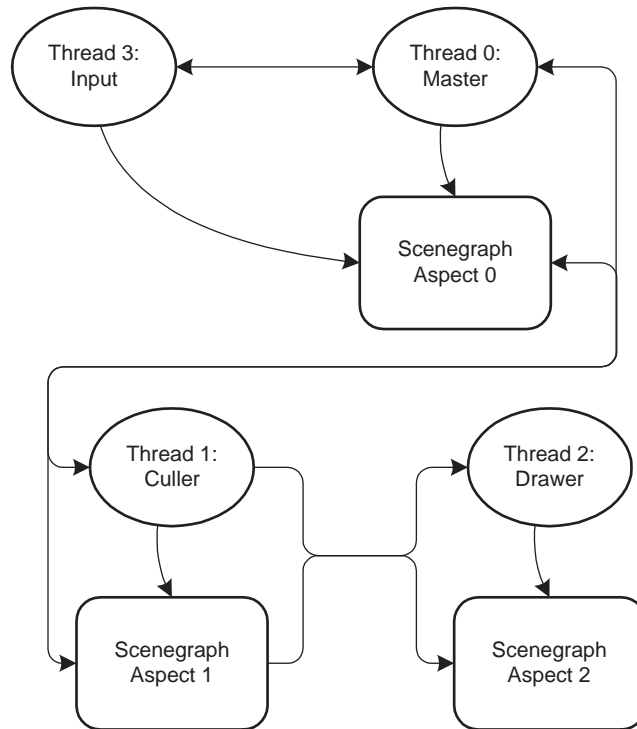 Thread 3:
Input
Thread 0:
Master
Scenegraph
Aspect 0
Thread 1:
Culler
Thread 2:
Drawer
Scenegraph
Aspect 1
Scenegraph
Aspect 2